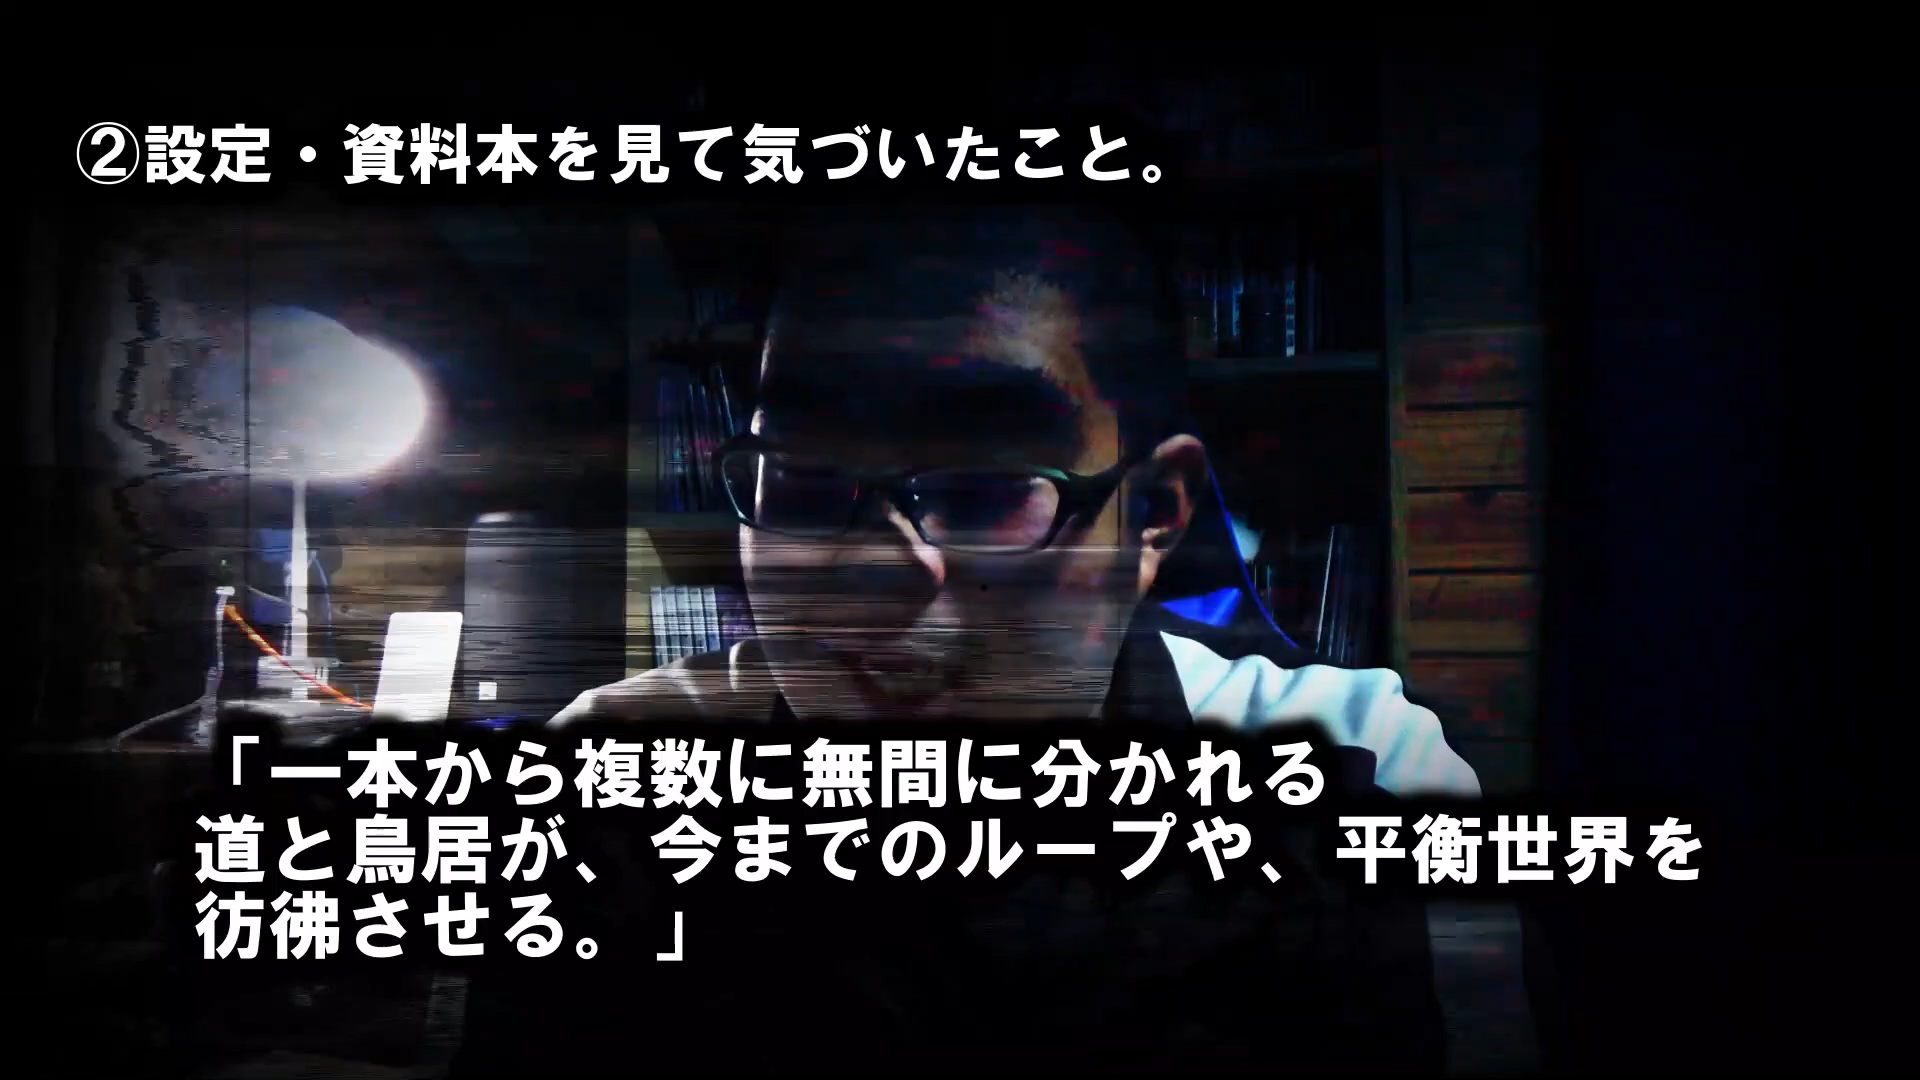 ②設定・資料本を見て気づいたこと。
「一本から複数に無間に分かれる
道と鳥居が、今までのループや、平衡世界を
彷彿させる。」